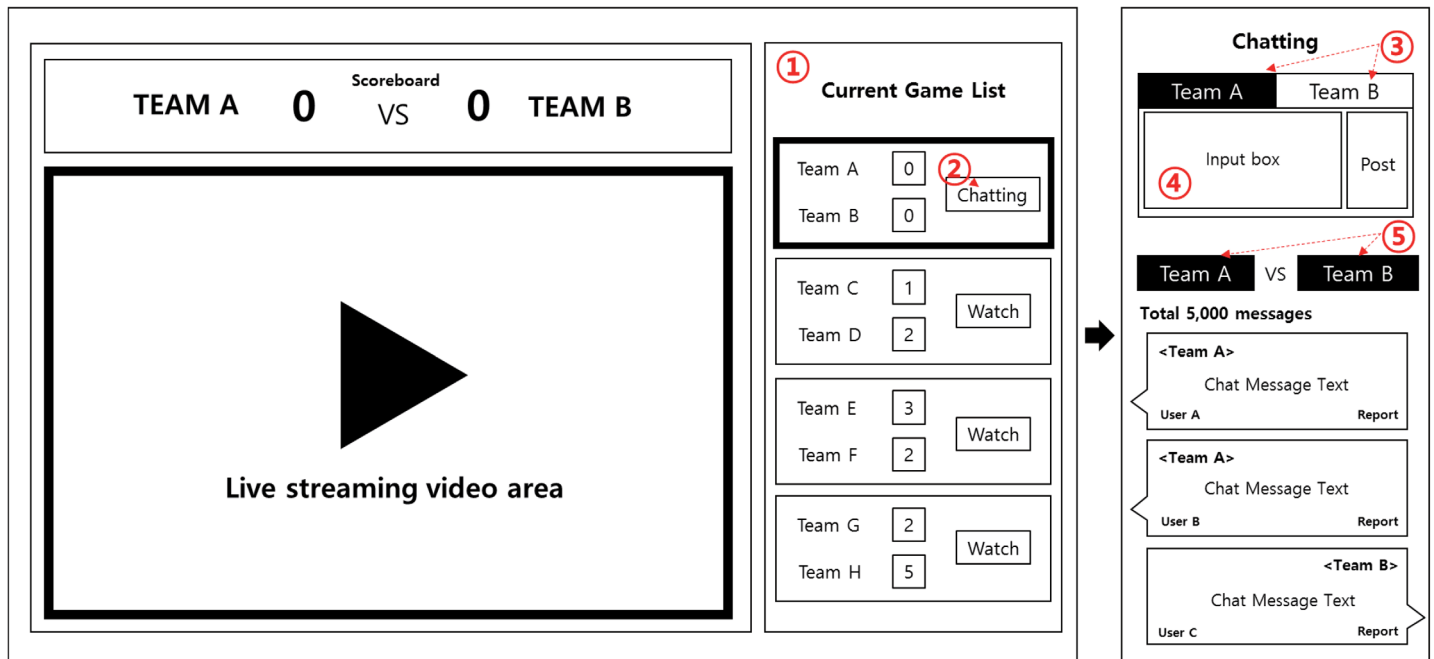 Scoreboard
TEAM A 0 VS 0 TEAM B
Live streaming video area
①
Current Game List
Team A 0
② Chatting
Team B 0
Team C 1
Watch
Team D 2
Team E 3
Watch
Team F 2
Team G 2
Watch
Team H 5
Chatting
③
Team A Team B
Input box Post
④
⑤
Team A VS Team B
Total 5,000 messages
<Team A>
Chat Message Text
User A Report
<Team A>
Chat Message Text
User B Report
<Team B>
Chat Message Text
User C Report